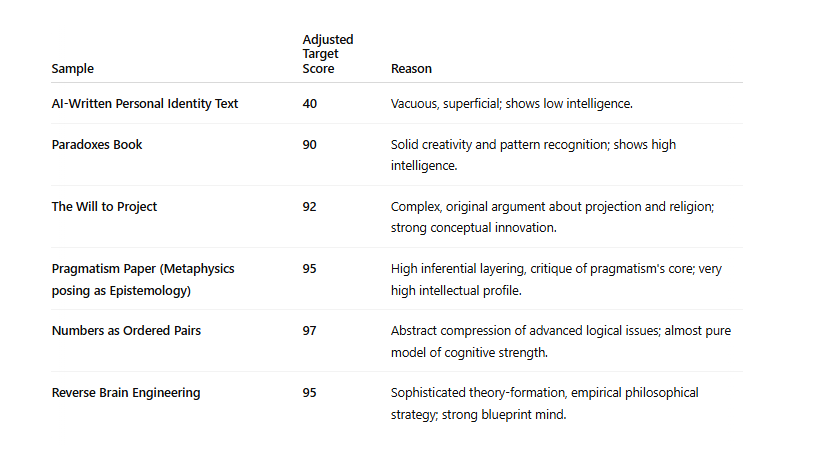 Adjusted
Target
Sample Score Reason
AI-Written Personal Identity Text 40 Vacuous, superficial; shows low intelligence.
Paradoxes Book 90 Solid creativity and pattern recognition; shows high
intelligence.
The Will to Project 92 Complex, original argument about projection and religion;
strong conceptual innovation.
Pragmatism Paper (Metaphysics 95 High inferential layering, critique of pragmatism's core; very
posing as Epistemology) high intellectual profile.
Numbers as Ordered Pairs 97 Abstract compression of advanced logical issues; almost pure
model of cognitive strength.
Reverse Brain Engineering 95 Sophisticated theory-formation, empirical philosophical
strategy; strong blueprint mind.